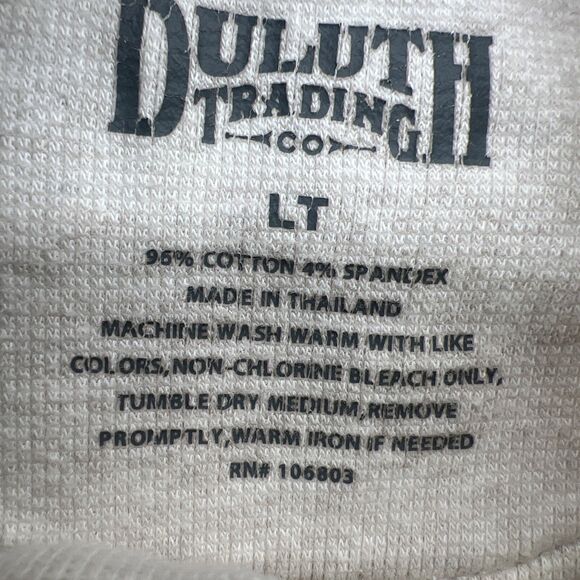 DULUTH
TRADING
CO
LT
96% COTTON 4% SPANDEX
MADE IN THAILAND
MACHINE WASH WARM WITH LIKE
COLORS,NON-CHLORINE BLEACH ONLY,
TUMBLE DRY MEDIUM,REMOVE
PROMPTLY,WARM IRON IF NEEDED
RN# 106803